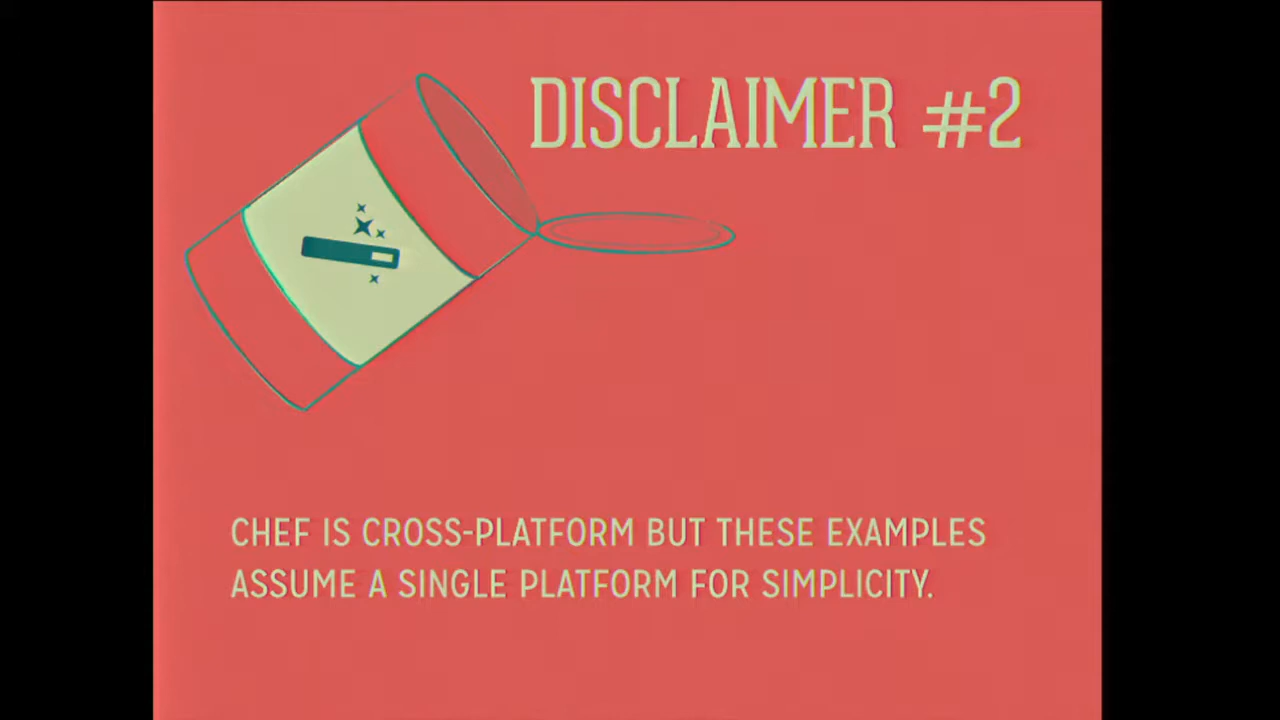 DISCLAIMER #2
CHEF IS CROSS-PLATFORM BUT THESE EXAMPLES
ASSUME A SINGLE PLATFORM FOR SIMPLICITY.